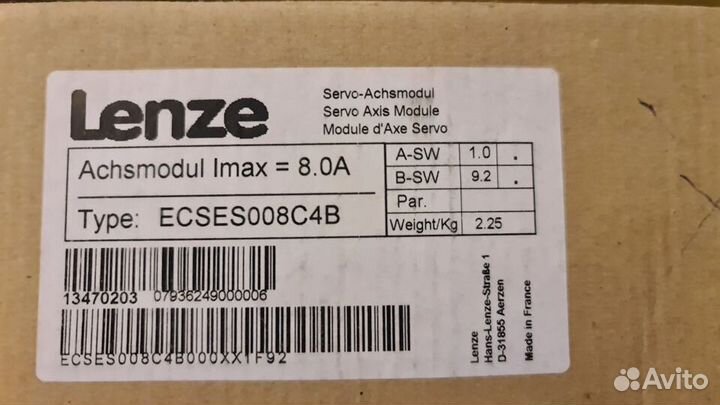 Lenze
Servo-Achsmodul
Servo Axis Module
Module d'Axe Servo
Achsmodul Imax = 8.0A
Type: ECSES008C4B
A-SW 1.0 .
B-SW 9.2 .
Par.
Weight/Kg 2.25
13470203 07936249000006
ECSES008C4B000XX1F92
Lenze
Hans-Lenze-Straße 1
D-31855 Aerzen
Made in France
Avito